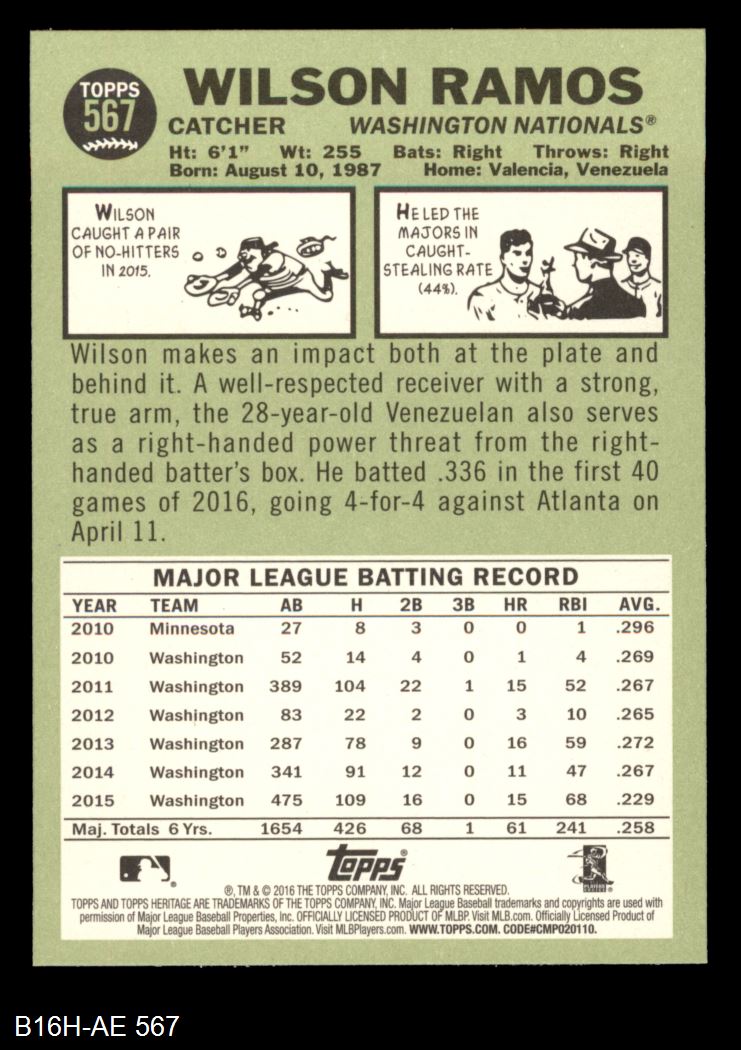 TOPPS
567
WILSON RAMOS
CATCHER WASHINGTON NATIONALS®
Ht: 6'1" Wt: 255 Bats: Right Throws: Right
Born: August 10, 1987 Home: Valencia, Venezuela
WILSON
CAUGHT A PAIR
OF NO-HITTERS
IN 2015.
HE LED THE
MAJORS IN
CAUGHT-
STEALING RATE
(44%).
Wilson makes an impact both at the plate and
behind it. A well-respected receiver with a strong,
true arm, the 28-year-old Venezuelan also serves
as a right-handed power threat from the right-
handed batter's box. He batted .336 in the first 40
games of 2016, going 4-for-4 against Atlanta on
April 11.
MAJOR LEAGUE BATTING RECORD
YEAR TEAM AB H 2B 3B HR RBI AVG.
2010 Minnesota 27 8 3 0 0 1 .296
2010 Washington 52 14 4 0 1 4 .269
2011 Washington 389 104 22 1 15 52 .267
2012 Washington 83 22 2 0 3 10 .265
2013 Washington 287 78 9 0 16 59 .272
2014 Washington 341 91 12 0 11 47 .267
2015 Washington 475 109 16 0 15 68 .229
Maj. Totals 6 Yrs. 1654 426 68 1 61 241 .258
Topps®
®, TM & © 2016 THE TOPPS COMPANY, INC. ALL RIGHTS RESERVED.
TOPPS AND TOPPS HERITAGE ARE TRADEMARKS OF THE TOPPS COMPANY, INC. Major League Baseball trademarks and copyrights are used with
permission of Major League Baseball Properties, Inc. OFFICIALLY LICENSED PRODUCT OF MLBP. Visit MLB.com. Officially Licensed Product of
Major League Baseball Players Association. Visit MLBPlayers.com. WWW.TOPPS.COM. CODE#CMP020110.
B16H-AE 567